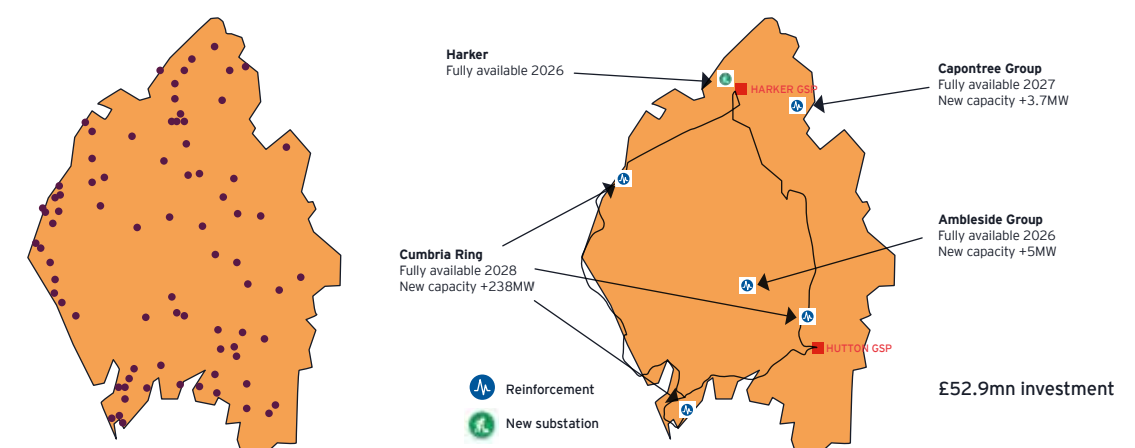 Harker
Fully available 2026
HARKER GSP
Capontree Group
Fully available 2027
New capacity +3.7MW
Ambleside Group
Fully available 2026
New capacity +5MW
Cumbria Ring
Fully available 2028
New capacity +238MW
HUTTON GSP
Reinforcement
New substation
£52.9mn investment